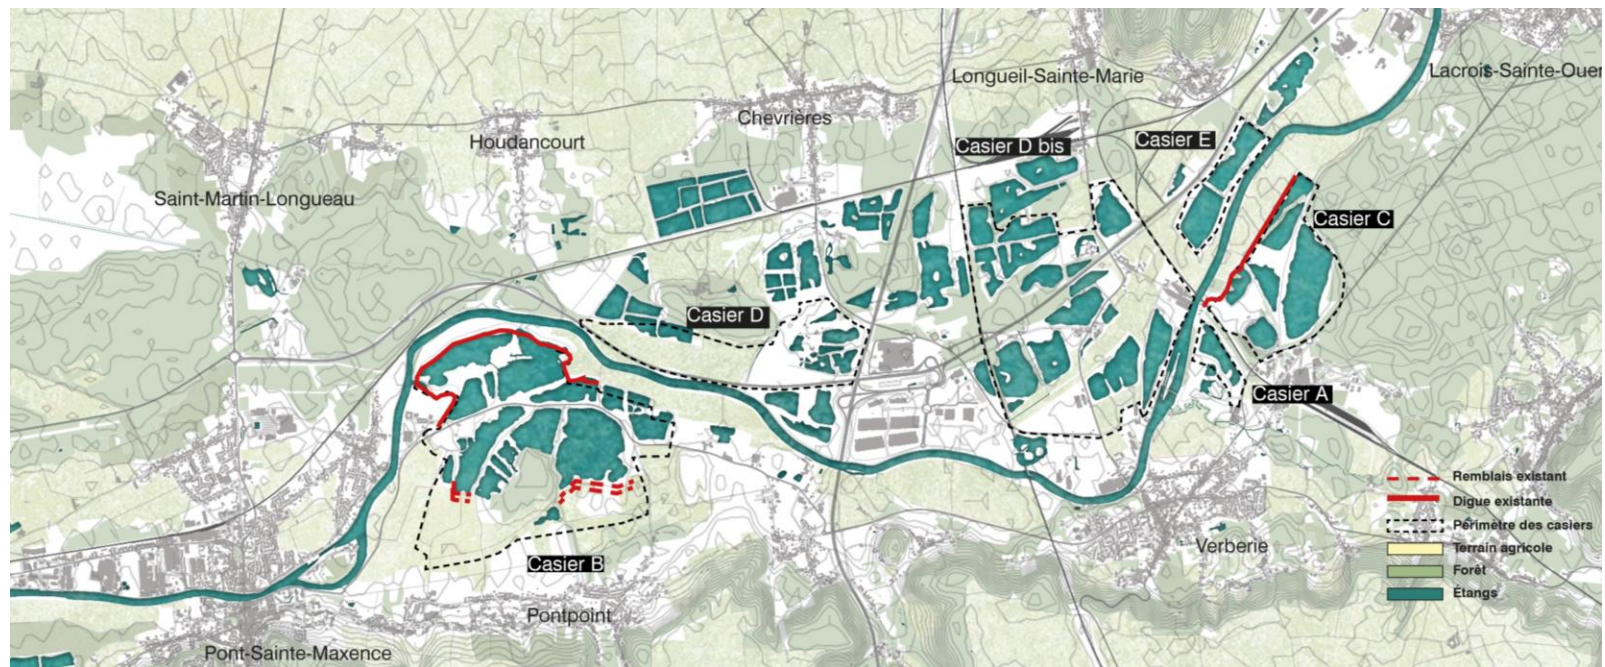 Longueil-Sainte-Marie
Lacrois-Sainte-Ouen
Chevrières
Houdancourt
Casier D bis
Casier E
Saint-Martin-Longueau
Casier C
Casier D
Casier A
Remblais existant
Digue existante
Périmètre des casiers
Terrain agricole
Forêt
Étangs
Verberie
Casier B
Pontpoint
Pont-Sainte-Maxence